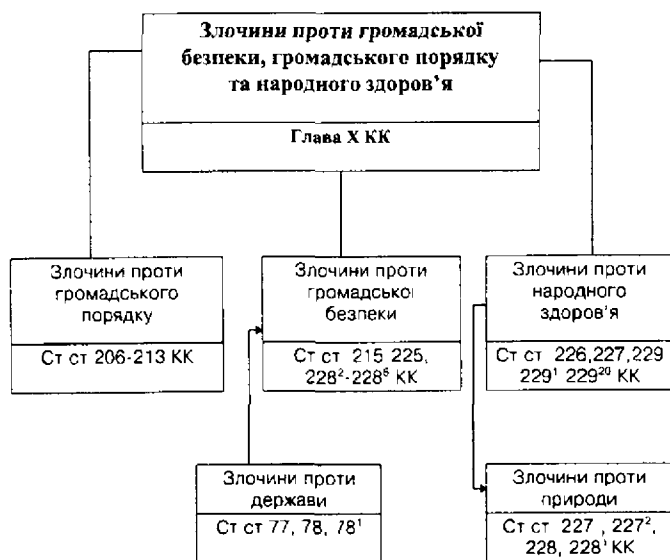 Злочини проти громадської
безпеки, громадського порядку
та народного здоров'я
Глава X КК
Злочини проти
громадського
порядку
Ст ст 206-213 КК
Злочини проти
громадської
безпеки
Ст ст 215 225,
228²-228⁶ КК
Злочини проти
народного
здоров'я
Ст ст 226,227,229
229¹ 229²⁰ КК
Злочини проти
держави
Ст ст 77, 78, 78¹
Злочини проти
природи
Ст ст 227 , 227²,
228, 228¹ КК